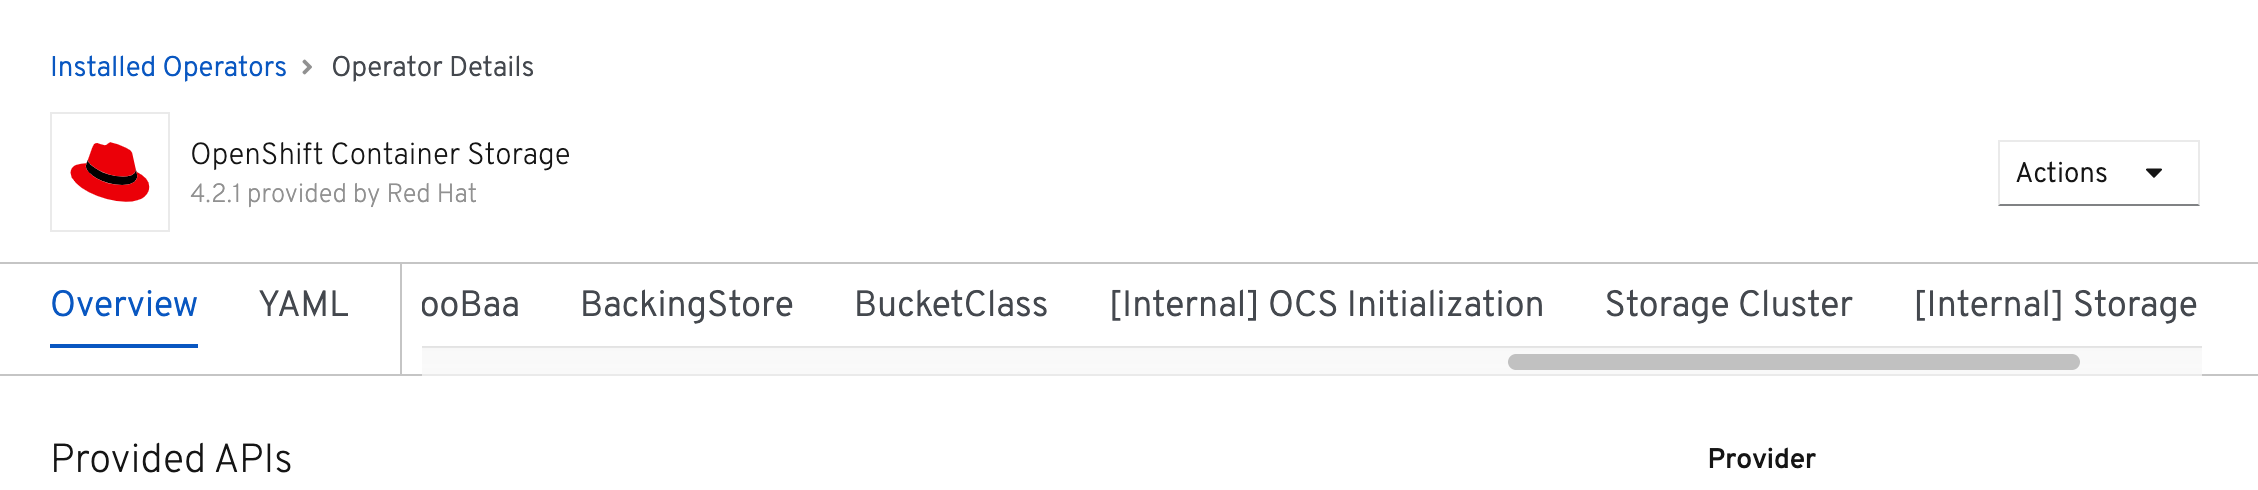 Installed Operators > Operator Details
OpenShift Container Storage
4.2.1 provided by Red Hat
Actions
Overview YAML ooBaa BackingStore BucketClass [Internal] OCS Initialization Storage Cluster [Internal] Storage
Provided APIs
Provider